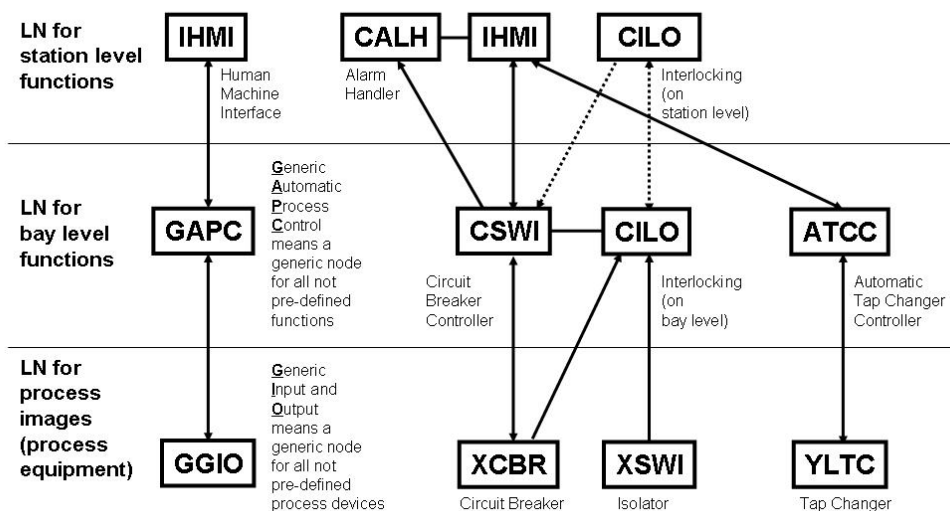 LN for
station level
functions
IHMI
Human
Machine
Interface
CALH
Alarm
Handler
IHMI
CILO
Interlocking
(on
station level)
LN for
bay level
functions
GAPC
Generic
Automatic
Process
Control
means a
generic node
for all not
pre-defined
functions
CSWI
Circuit
Breaker
Controller
CILO
Interlocking
(on
bay level)
ATCC
Automatic
Tap Changer
Controller
LN for
process
images
(process
equipment)
GGIO
Generic
Input and
Output
means a
generic node
for all not
pre-defined
process devices
XCBR
Circuit Breaker
XSWI
Isolator
YLTC
Tap Changer